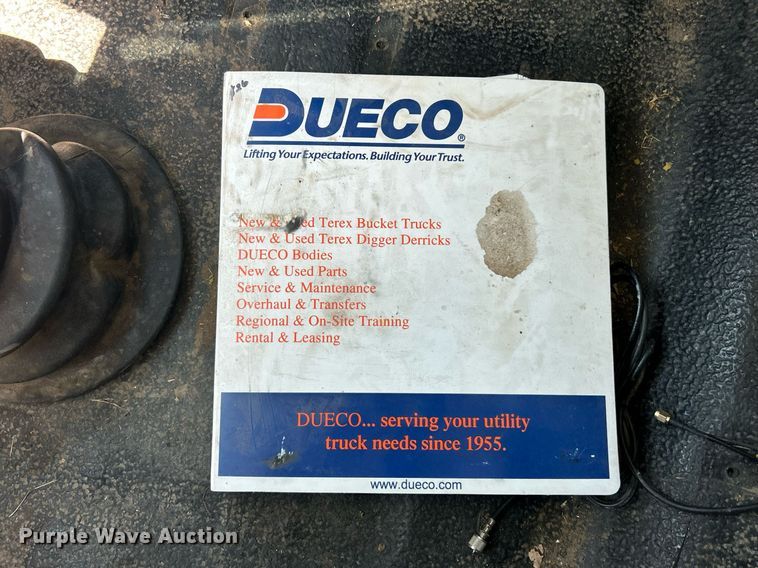 126
DUECO®
Lifting Your Expectations. Building Your Trust.
New & Used Terex Bucket Trucks
New & Used Terex Digger Derricks
DUECO Bodies
New & Used Parts
Service & Maintenance
Overhaul & Transfers
Regional & On-Site Training
Rental & Leasing
DUECO... serving your utility
truck needs since 1955.
www.dueco.com
Purple Wave Auction